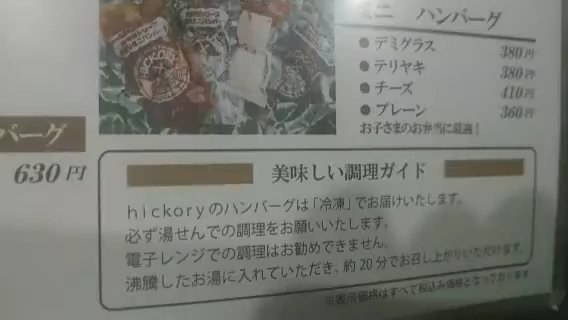 ミニ ハンバーグ
● デミグラス 380円
● テリヤキ 380円
● チーズ 410円
● プレーン 360円
お子さまのお弁当に最適!
バーグ
630円
美味しい調理ガイド
hickoryのハンバーグは「冷凍」でお届けいたします。
必ず湯せんでの調理をお願いいたします。
電子レンジでの調理はお勧めできません。
沸騰したお湯に入れていただき、約20分でお召し上がりいただけます。
※販売価格はすべて税込み価格となっております